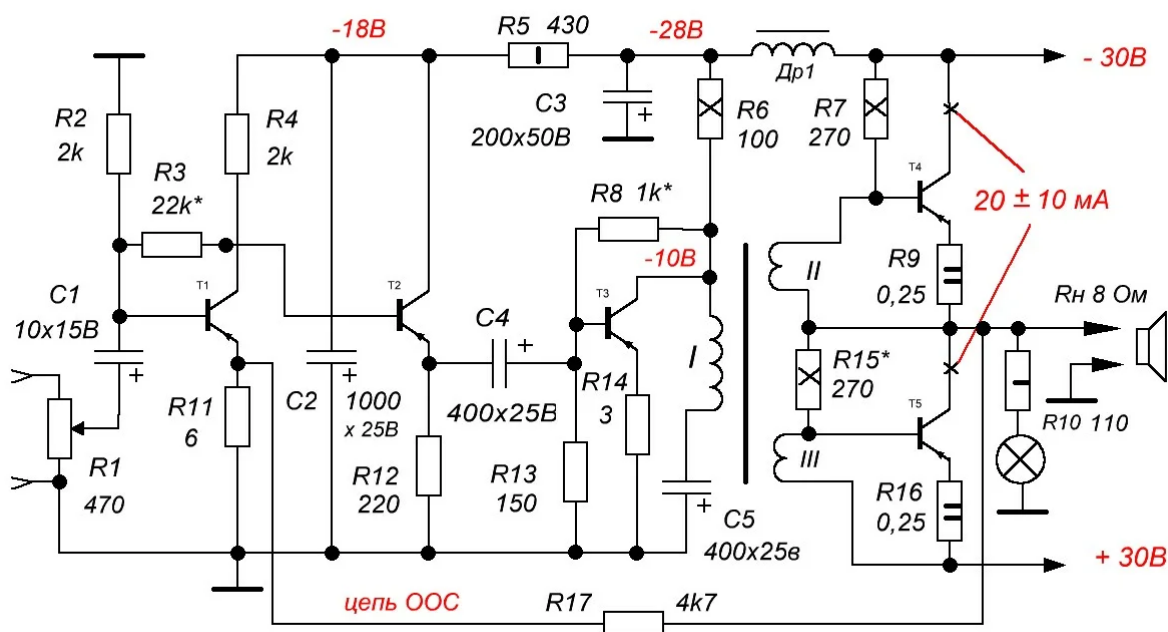 -18В
R5 430
-28В
Др1
- 30В
R2
2k
R4
2k
C3
200x50В
R6
100
R7
270
R3
22k*
R8 1k*
T4
20 ± 10 мА
-10В
II
R9
0,25
Rн 8 Ом
C1
10x15В
T1
T2
C4
T3
I
R15*
270
400x25В
R14
3
R11
6
C2
1000
x 25В
T5
R10 110
III
R1
470
R12
220
R13
150
R16
0,25
C5
400x25в
+ 30В
цепь ООС
R17
4k7